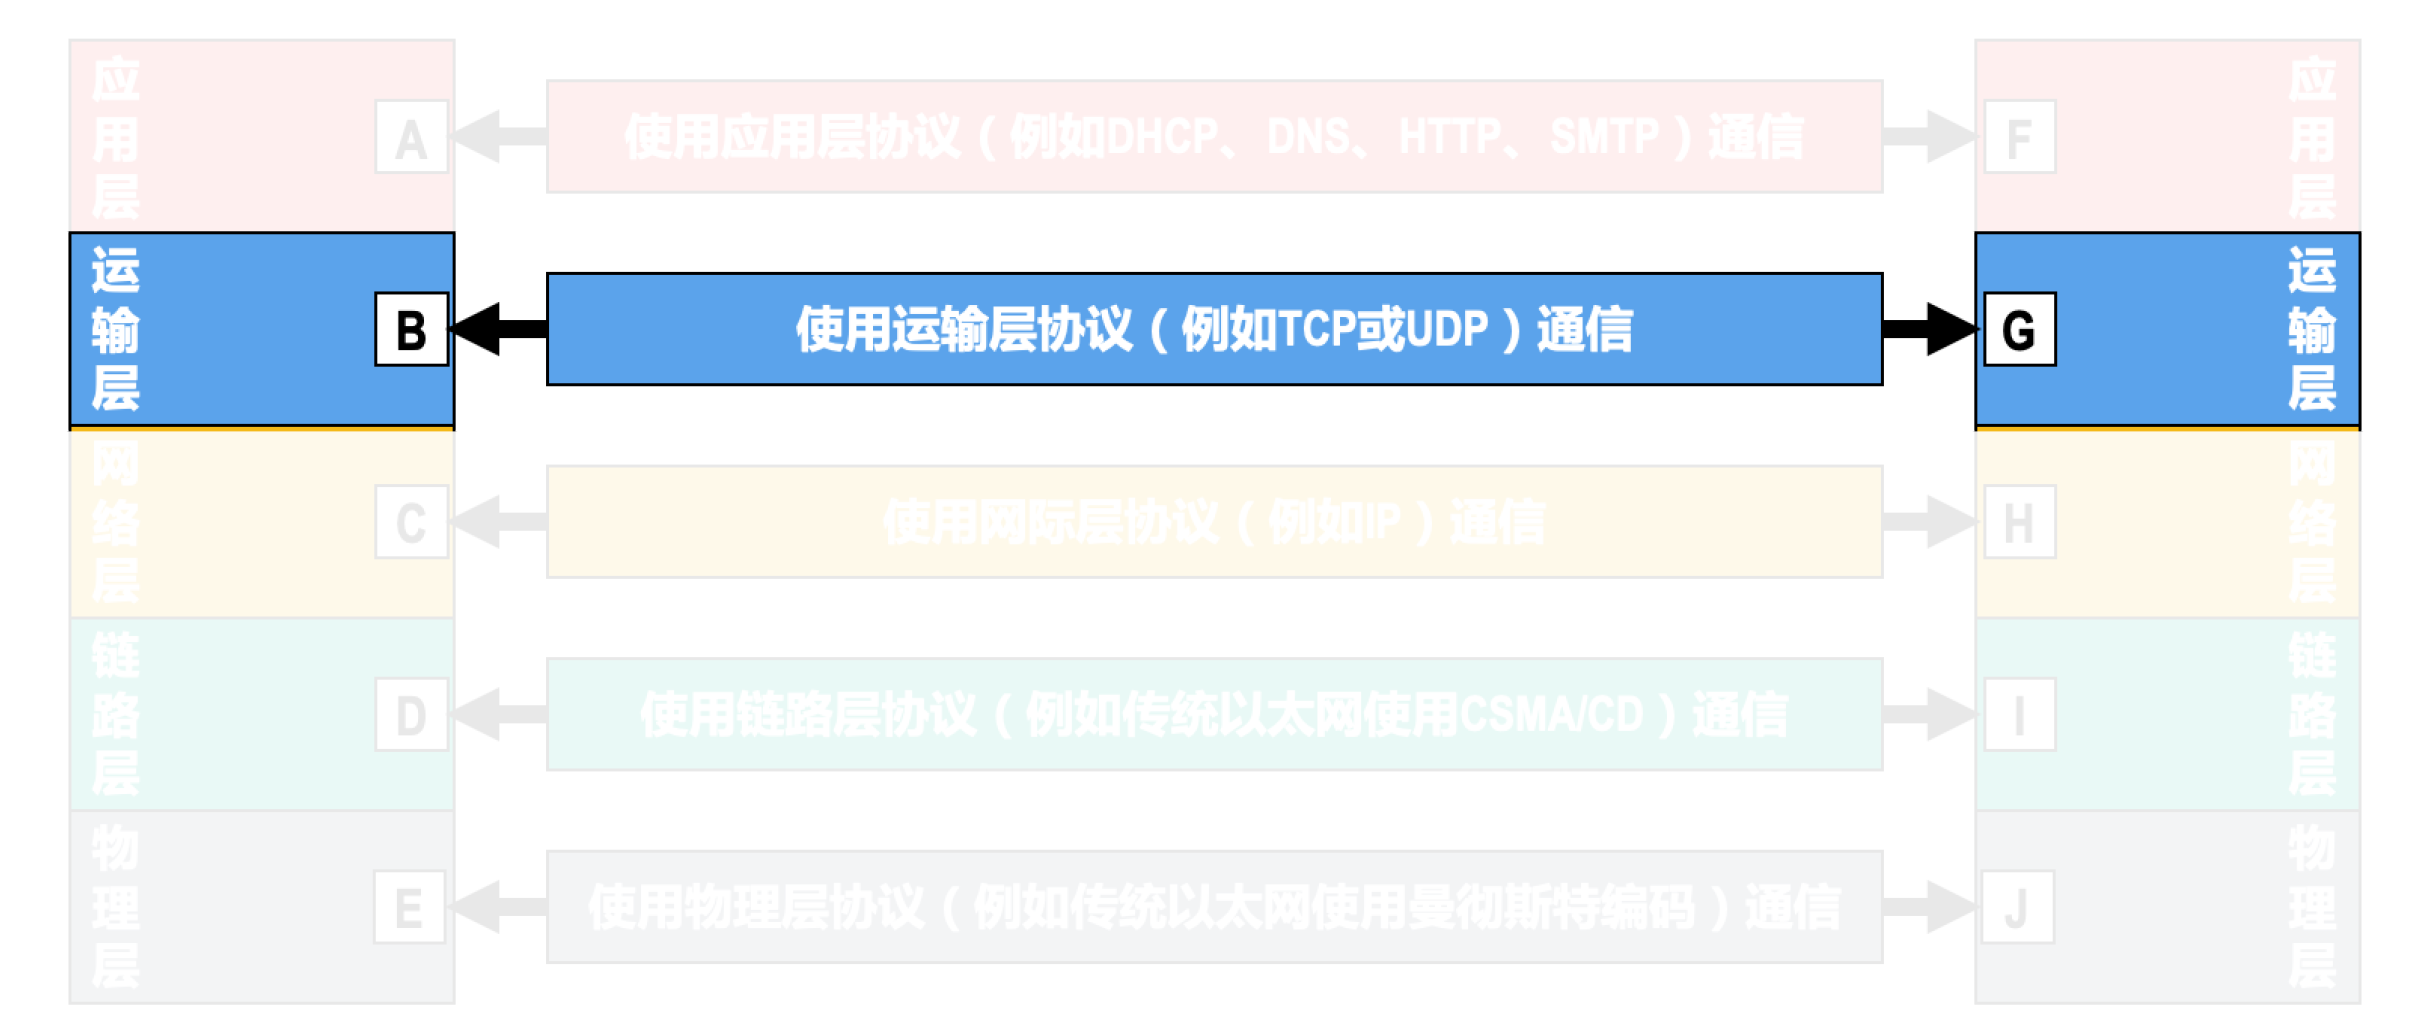 应用层
A
使用应用层协议（例如DHCP、DNS、HTTP、SMTP）通信
F
应用层
运输层
B
使用运输层协议（例如TCP或UDP）通信
G
运输层
网络层
C
使用网际层协议（例如IP）通信
H
网络层
链路层
D
使用链路层协议（例如传统以太网使用CSMA/CD）通信
I
链路层
物理层
E
使用物理层协议（例如传统以太网使用曼彻斯特编码）通信
J
物理层